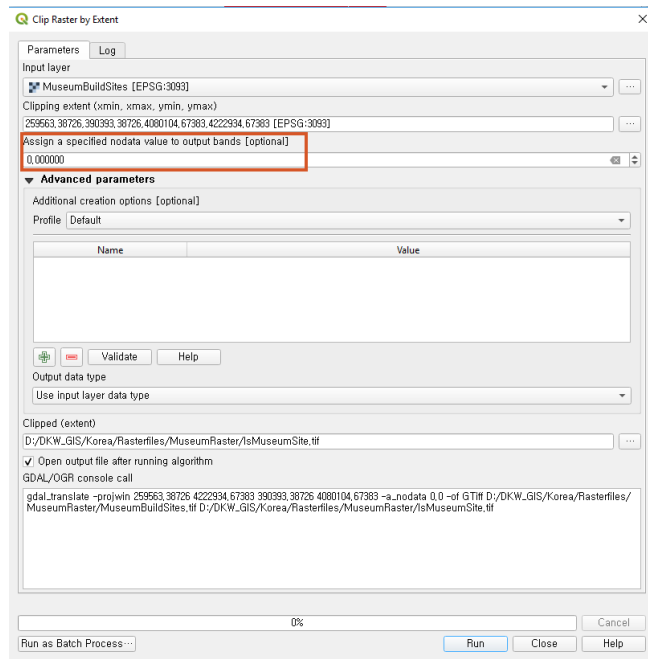 Clip Raster by Extent
Parameters
Log
Input layer
MuseumBuildSites [EPSG:3093]
Clipping extent (xmin, xmax, ymin, ymax)
259563,38726,390393,38726,4080104,67383,4222934,67383 [EPSG:3093]
Assign a specified nodata value to output bands [optional]
0,000000
Advanced parameters
Additional creation options [optional]
Profile Default
Name Value
Validate Help
Output data type
Use input layer data type
Clipped (extent)
D:/DKW_GIS/Korea/Rasterfiles/MuseumRaster/IsMuseumSite.tif
Open output file after running algorithm
GDAL/OGR console call
gdal_translate -projwin 259563,38726 4222934,67383 390393,38726 4080104,67383 -a_nodata 0,0 -of GTiff D:/DKW_GIS/Korea/Rasterfiles/
MuseumRaster/MuseumBuildSites.tif D:/DKW_GIS/Korea/Rasterfiles/MuseumRaster/IsMuseumSite.tif
0%
Cancel
Run as Batch Process… Run Close Help